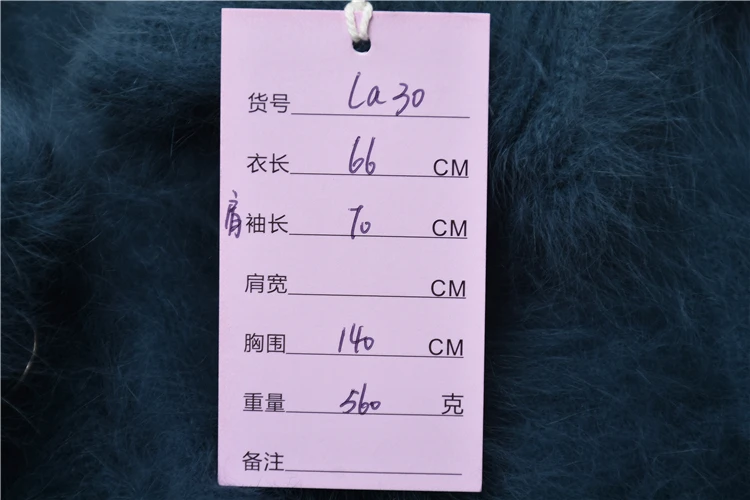 货号 La30
衣长 66 CM
肩袖长 70 CM
肩宽 CM
胸围 140 CM
重量 560 克
备注